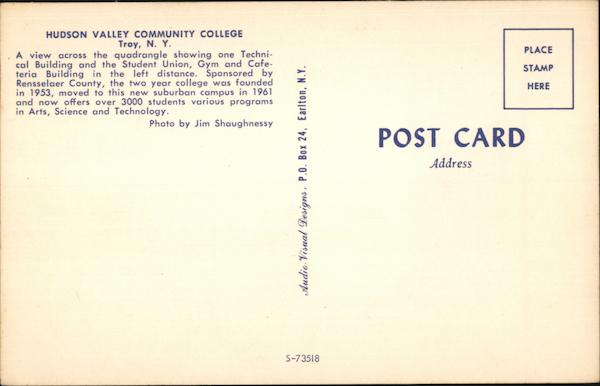 HUDSON VALLEY COMMUNITY COLLEGE
Troy, N. Y.
A view across the quadrangle showing one Techni-
cal Building and the Student Union, Gym and Cafe-
teria Building in the left distance. Sponsored by
Rensselaer County, the two year college was founded
in 1953, moved to this new suburban campus in 1961
and now offers over 3000 students various programs
in Arts, Science and Technology.
Photo by Jim Shaughnessy
Audio-Visual Designs, P.O. Box 24, Earlton, N.Y.
PLACE
STAMP
HERE
POST CARD
Address
S-73518